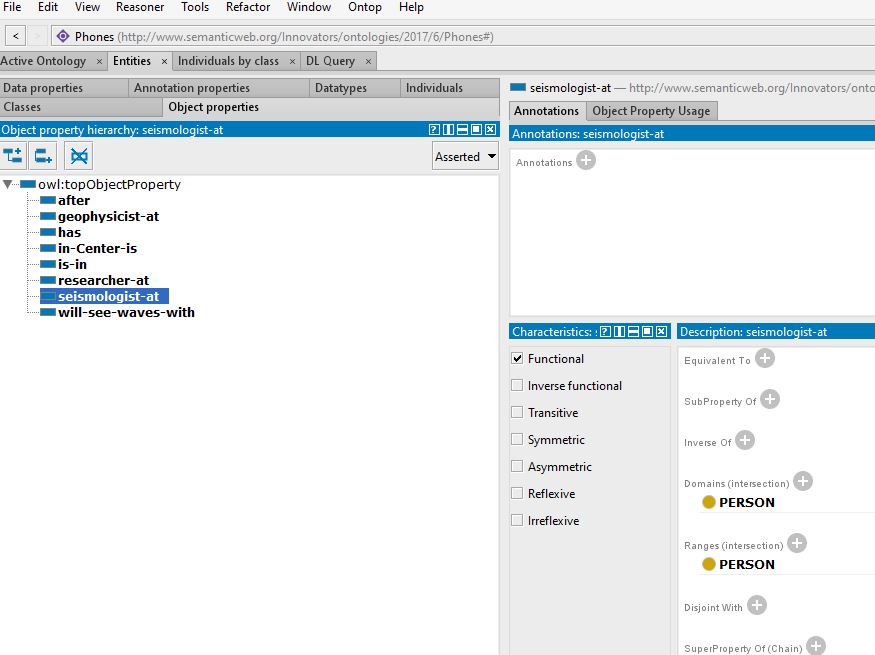 File Edit View Reasoner Tools Refactor Window Ontop Help
< > Phones (http://www.semanticweb.org/Innovators/ontologies/2017/6/Phones#)
Active Ontology × Entities × Individuals by class × DL Query ×
Data properties Annotation properties Datatypes Individuals
Classes Object properties
Object property hierarchy: seismologist-at
Asserted
owl:topObjectProperty
after
geophysicist-at
has
in-Center-is
is-in
researcher-at
seismologist-at
will-see-waves-with
seismologist-at — http://www.semanticweb.org/Innovators/onto
Annotations Object Property Usage
Annotations: seismologist-at
Annotations
Characteristics:
Functional
Inverse functional
Transitive
Symmetric
Asymmetric
Reflexive
Irreflexive
Description: seismologist-at
Equivalent To
SubProperty Of
Inverse Of
Domains (intersection)
PERSON
Ranges (intersection)
PERSON
Disjoint With
SuperProperty Of (Chain)